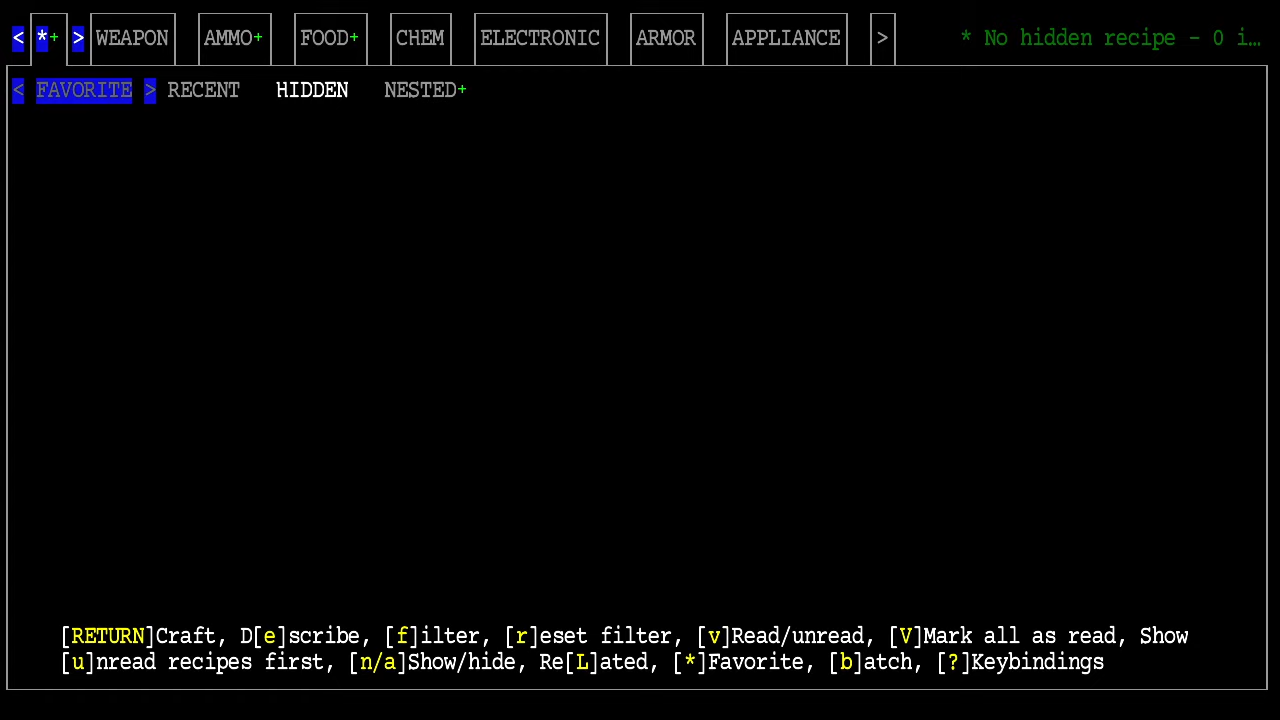 < *+ > WEAPON AMMO+ FOOD+ CHEM ELECTRONIC ARMOR APPLIANCE > * No hidden recipe - 0 i…
< FAVORITE > RECENT HIDDEN NESTED+
[RETURN]Craft, D[e]scribe, [f]ilter, [r]eset filter, [v]Read/unread, [V]Mark all as read, Show
[u]nread recipes first, [n/a]Show/hide, Re[L]ated, [*]Favorite, [b]atch, [?]Keybindings